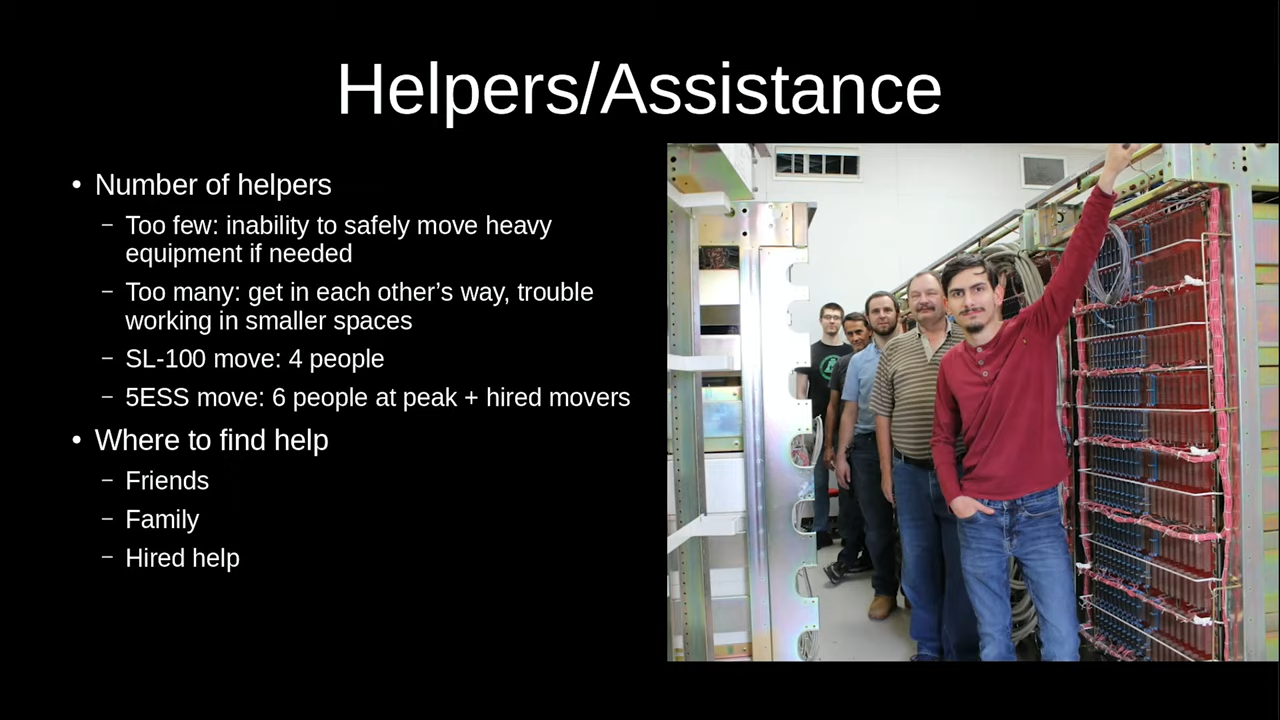 Helpers/Assistance
• Number of helpers
– Too few: inability to safely move heavy
equipment if needed
– Too many: get in each other’s way, trouble
working in smaller spaces
– SL-100 move: 4 people
– 5ESS move: 6 people at peak + hired movers
• Where to find help
– Friends
– Family
– Hired help